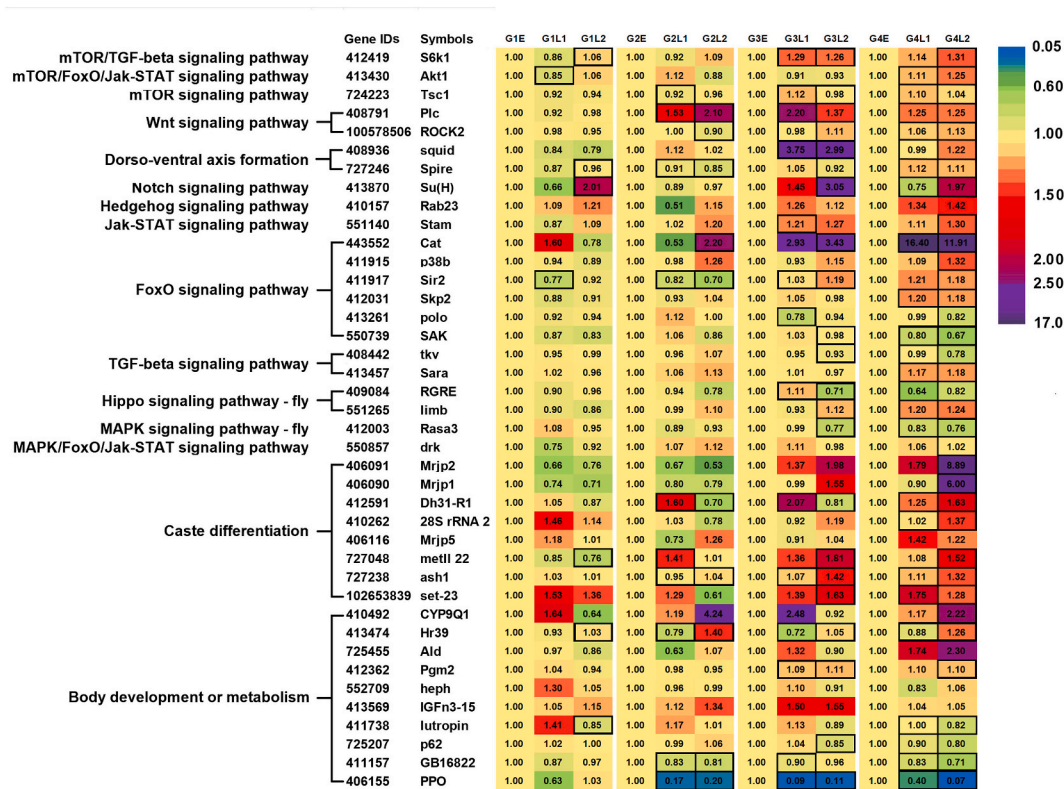 Gene IDs Symbols G1E G1L1 G1L2 G2E G2L1 G2L2 G3E G3L1 G3L2 G4E G4L1 G4L2
mTOR/TGF-beta signaling pathway 412419 S6k1 1.00 0.86 1.06 1.00 0.92 1.09 1.00 1.29 1.26 1.00 1.14 1.31
mTOR/FoxO/Jak-STAT signaling pathway 413430 Akt1 1.00 0.85 1.06 1.00 1.12 0.88 1.00 0.91 0.93 1.00 1.11 1.25
mTOR signaling pathway 724223 Tsc1 1.00 0.92 0.94 1.00 0.92 0.96 1.00 1.12 0.98 1.00 1.10 1.04
Wnt signaling pathway
408791 Plc 1.00 0.92 0.98 1.00 1.53 2.10 1.00 2.20 1.37 1.00 1.25 1.25
100578506 ROCK2 1.00 0.98 0.95 1.00 1.00 0.90 1.00 0.98 1.11 1.00 1.06 1.13
Dorso-ventral axis formation
408936 squid 1.00 0.84 0.79 1.00 1.12 1.02 1.00 3.75 2.99 1.00 0.99 1.22
727246 Spire 1.00 0.87 0.96 1.00 0.91 0.85 1.00 1.05 0.92 1.00 1.12 1.11
Notch signaling pathway 413870 Su(H) 1.00 0.66 2.01 1.00 0.89 0.97 1.00 1.45 3.05 1.00 0.75 1.97
Hedgehog signaling pathway 410157 Rab23 1.00 1.09 1.21 1.00 0.51 1.15 1.00 1.26 1.12 1.00 1.34 1.42
Jak-STAT signaling pathway 551140 Stam 1.00 0.87 1.09 1.00 1.02 1.20 1.00 1.21 1.27 1.00 1.11 1.30
FoxO signaling pathway
443552 Cat 1.00 1.60 0.78 1.00 0.53 2.20 1.00 2.93 3.43 1.00 16.40 11.91
411915 p38b 1.00 0.94 0.89 1.00 0.98 1.26 1.00 0.93 1.15 1.00 1.09 1.32
411917 Sir2 1.00 0.77 0.92 1.00 0.82 0.70 1.00 1.03 1.19 1.00 1.21 1.18
412031 Skp2 1.00 0.88 0.91 1.00 0.93 1.04 1.00 1.05 0.98 1.00 1.20 1.18
413261 polo 1.00 0.92 0.94 1.00 1.12 1.00 1.00 0.78 0.94 1.00 0.99 0.82
550739 SAK 1.00 0.87 0.83 1.00 1.06 0.86 1.00 1.03 0.98 1.00 0.80 0.67
TGF-beta signaling pathway
408442 tkv 1.00 0.95 0.99 1.00 0.96 1.07 1.00 0.95 0.93 1.00 0.99 0.78
413457 Sara 1.00 1.02 0.96 1.00 1.06 1.13 1.00 1.01 0.97 1.00 1.17 1.18
Hippo signaling pathway - fly
409084 RGRE 1.00 0.90 0.96 1.00 0.94 0.78 1.00 1.11 0.71 1.00 0.64 0.82
551265 limb 1.00 0.90 0.86 1.00 0.99 1.10 1.00 0.93 1.12 1.00 1.20 1.24
MAPK signaling pathway - fly 412003 Rasa3 1.00 1.08 0.95 1.00 0.89 0.93 1.00 0.99 0.77 1.00 0.83 0.76
MAPK/FoxO/Jak-STAT signaling pathway 550857 drk 1.00 0.75 0.92 1.00 1.07 1.12 1.00 1.11 0.98 1.00 1.06 1.02
Caste differentiation
406091 Mrjp2 1.00 0.66 0.76 1.00 0.67 0.53 1.00 1.37 1.98 1.00 1.79 8.89
406090 Mrjp1 1.00 0.74 0.71 1.00 0.80 0.79 1.00 0.99 1.55 1.00 0.90 6.00
412591 Dh31-R1 1.00 1.05 0.87 1.00 1.60 0.70 1.00 2.07 0.81 1.00 1.25 1.63
410262 28S rRNA 2 1.00 1.46 1.14 1.00 1.03 0.78 1.00 0.92 1.19 1.00 1.02 1.37
406116 Mrjp5 1.00 1.18 1.01 1.00 0.73 1.26 1.00 0.91 1.04 1.00 1.42 1.22
727048 metll 22 1.00 0.85 0.76 1.00 1.41 1.01 1.00 1.36 1.81 1.00 1.08 1.52
727238 ash1 1.00 1.03 1.01 1.00 0.95 1.04 1.00 1.07 1.42 1.00 1.11 1.32
102653839 set-23 1.00 1.53 1.36 1.00 1.29 0.61 1.00 1.39 1.63 1.00 1.75 1.28
Body development or metabolism
410492 CYP9Q1 1.00 1.64 0.64 1.00 1.19 4.24 1.00 2.48 0.92 1.00 1.17 2.22
413474 Hr39 1.00 0.93 1.03 1.00 0.79 1.40 1.00 0.72 1.05 1.00 0.88 1.26
725455 Ald 1.00 0.97 0.86 1.00 0.63 1.07 1.00 1.32 0.90 1.00 1.74 2.30
412362 Pgm2 1.00 1.04 0.94 1.00 0.98 0.95 1.00 1.09 1.11 1.00 1.10 1.10
552709 heph 1.00 1.30 1.05 1.00 0.96 0.99 1.00 1.10 0.91 1.00 0.83 1.06
413569 IGFn3-15 1.00 1.05 1.15 1.00 1.12 1.34 1.00 1.50 1.55 1.00 1.04 1.05
411738 lutropin 1.00 1.41 0.85 1.00 1.17 1.01 1.00 1.13 0.89 1.00 1.00 0.82
725207 p62 1.00 1.02 1.00 1.00 0.99 1.06 1.00 1.04 0.85 1.00 0.90 0.80
411157 GB16822 1.00 0.87 0.97 1.00 0.83 0.81 1.00 0.90 0.96 1.00 0.83 0.71
406155 PPO 1.00 0.63 1.03 1.00 0.17 0.20 1.00 0.09 0.11 1.00 0.40 0.07
0.05
0.60
1.00
1.50
2.00
2.50
17.0